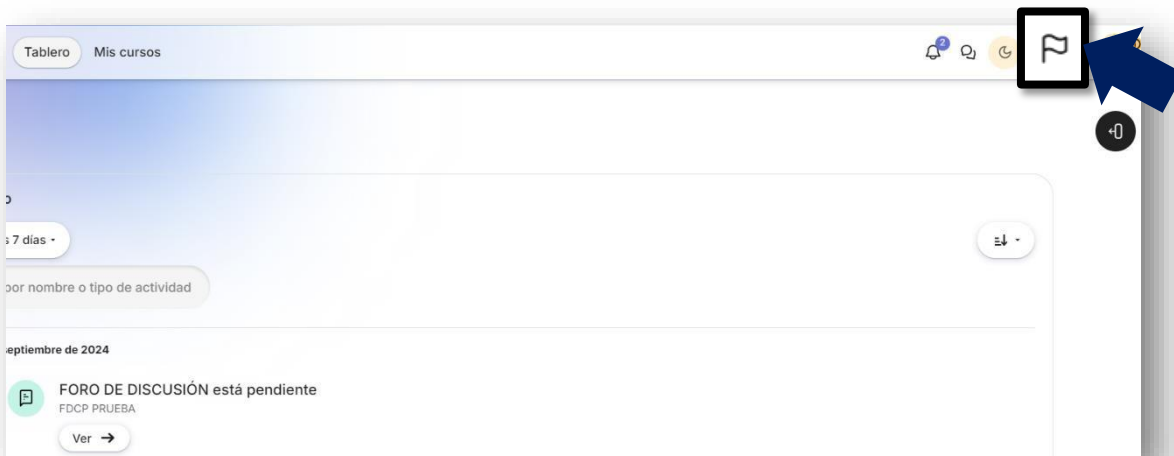 Tablero Mis cursos
2
o
s 7 días
por nombre o tipo de actividad
septiembre de 2024
FORO DE DISCUSIÓN está pendiente
FDCP PRUEBA
Ver